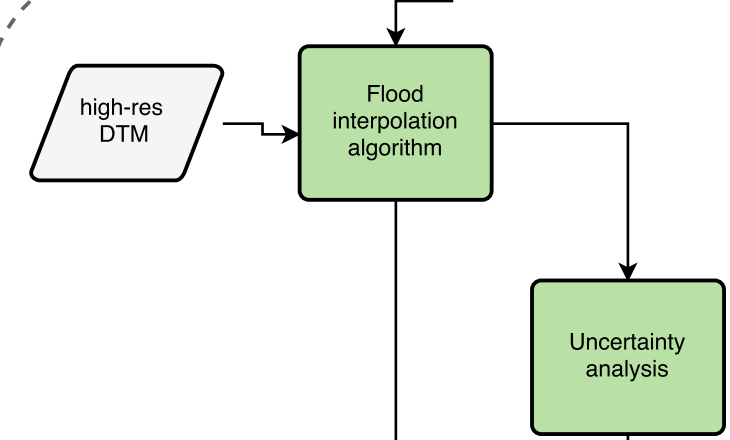 high-res
DTM
Flood
interpolation
algorithm
Uncertainty
analysis